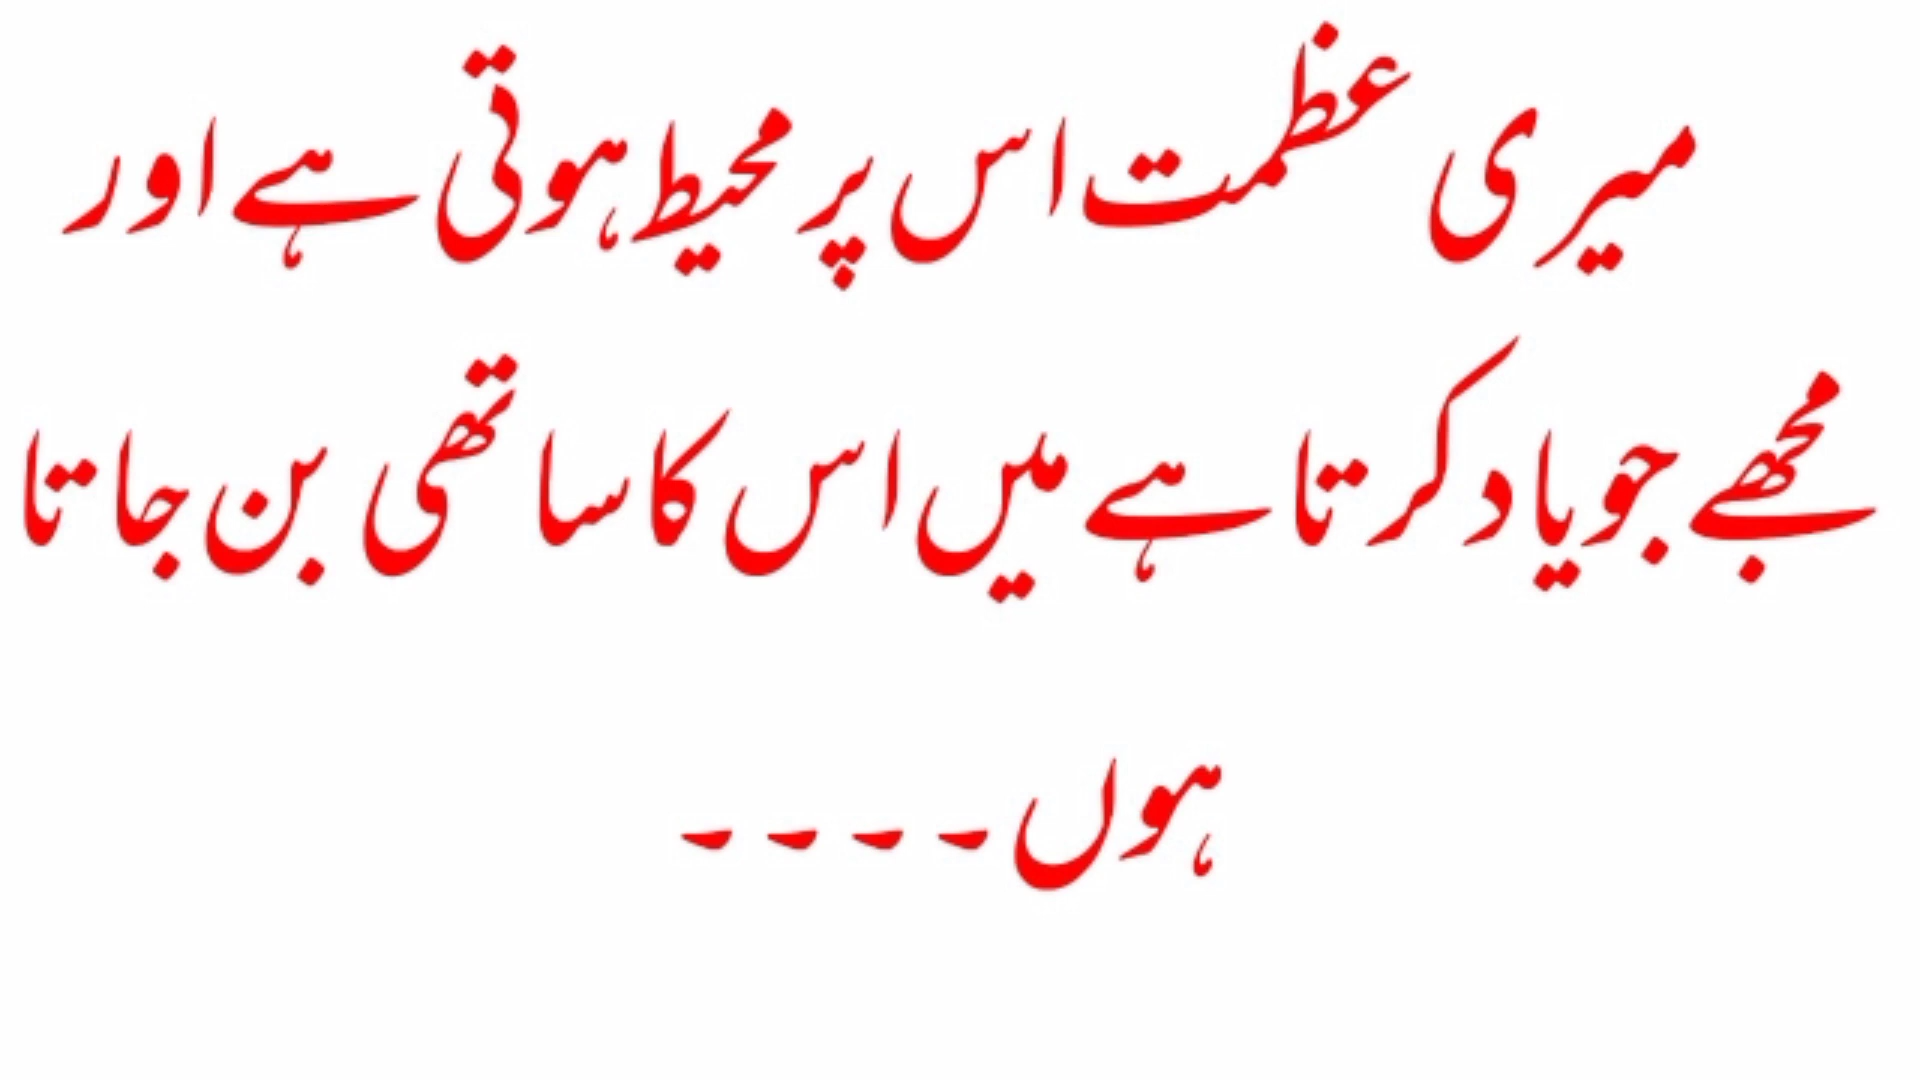 میری عظمت اس پر محیط ہوتی ہے اور
مجھے جو یاد کرتا ہے میں اس کا ساتھی بن جاتا
ہوں۔۔۔۔